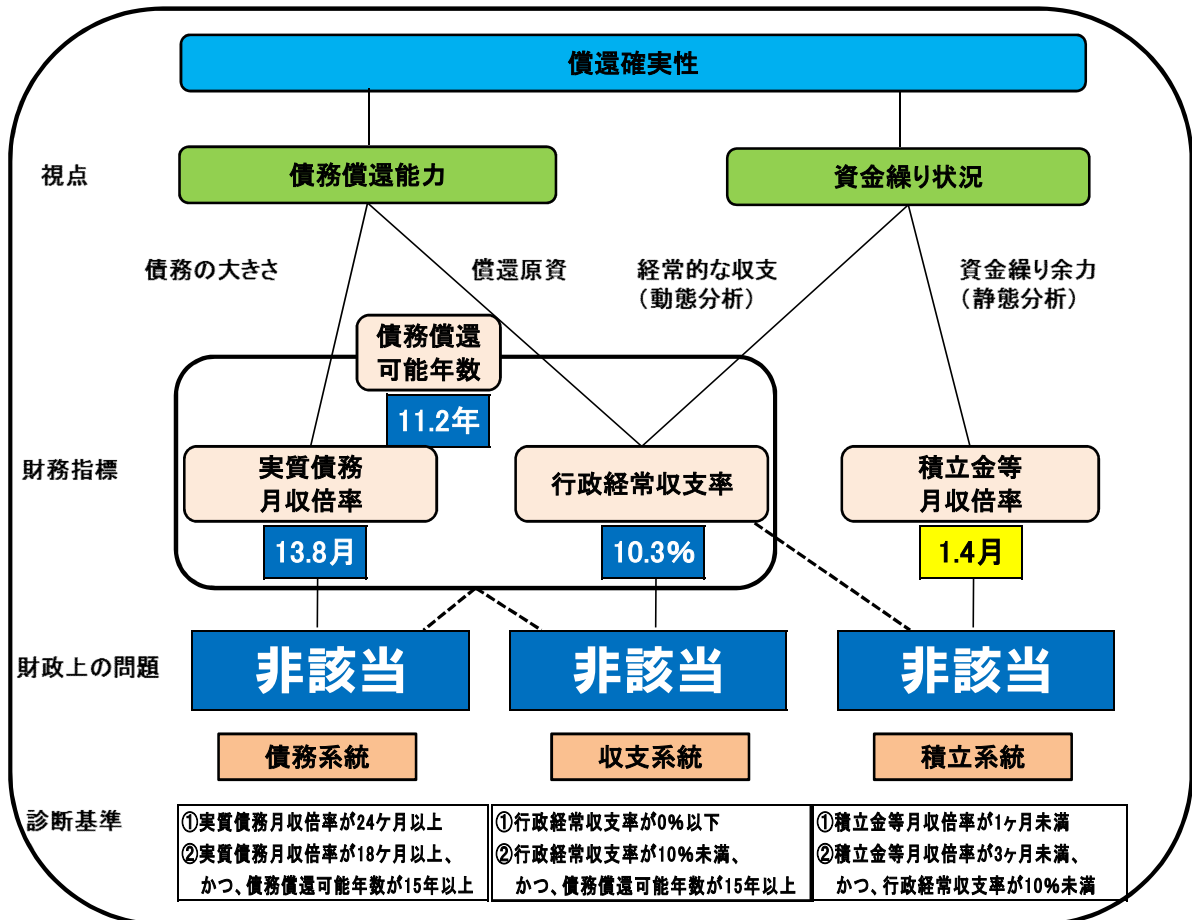 償還確実性
視点
債務償還能力
資金繰り状況
債務の大きさ
償還原資
経常的な収支
(動態分析)
資金繰り余力
(静態分析)
債務償還
可能年数
11.2年
財務指標
実質債務
月収倍率
行政経常収支率
積立金等
月収倍率
13.8月
10.3%
1.4月
財政上の問題
非該当
非該当
非該当
債務系統
収支系統
積立系統
診断基準
①実質債務月収倍率が24ケ月以上
②実質債務月収倍率が18ケ月以上、
かつ、債務償還可能年数が15年以上
①行政経常収支率が0%以下
②行政経常収支率が10%未満、
かつ、債務償還可能年数が15年以上
①積立金等月収倍率が1ヶ月未満
②積立金等月収倍率が3ヶ月未満、
かつ、行政経常収支率が10%未満